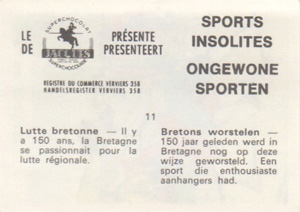 SUPERCHOCOLAT
JACQUES
SUPERCHOCOLADE
LE PRÉSENTE
DE PRESENTEERT
REGISTRE DU COMMERCE VERVIERS 358
HANDELSREGISTER VERVIERS 358
SPORTS
INSOLITES
ONGEWONE
SPORTEN
11
Lutte bretonne — Il y
a 150 ans, la Bretagne
se passionnait pour la
lutte régionale.
Bretons worstelen —
150 jaar geleden werd in
Bretagne nog op deze
wijze geworsteld. Een
sport die enthousiaste
aanhangers had.